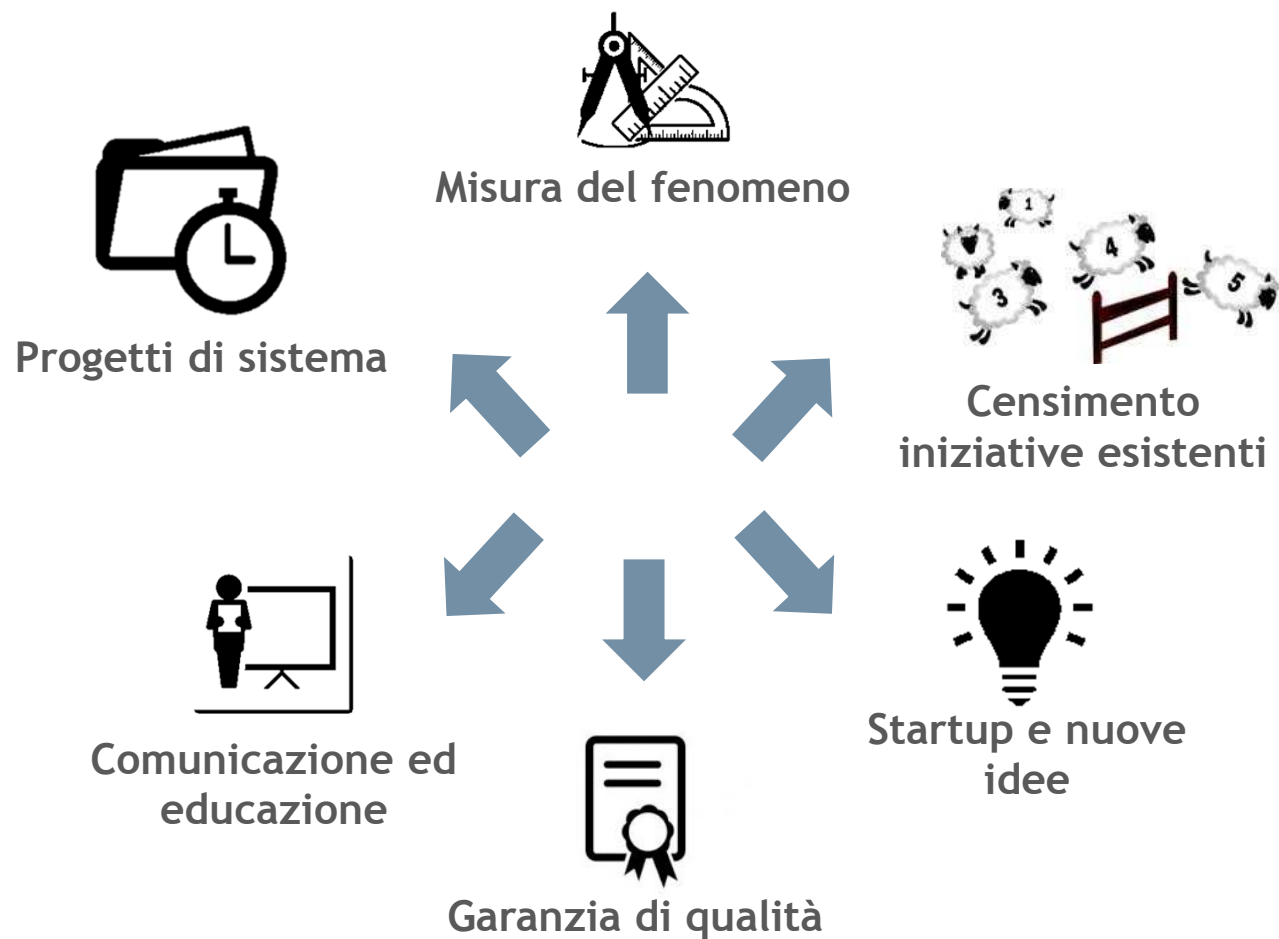 Misura del fenomeno
1
4
5
3
Progetti di sistema
Censimento
iniziative esistenti
Startup e nuove
idee
Comunicazione ed
educazione
Garanzia di qualità